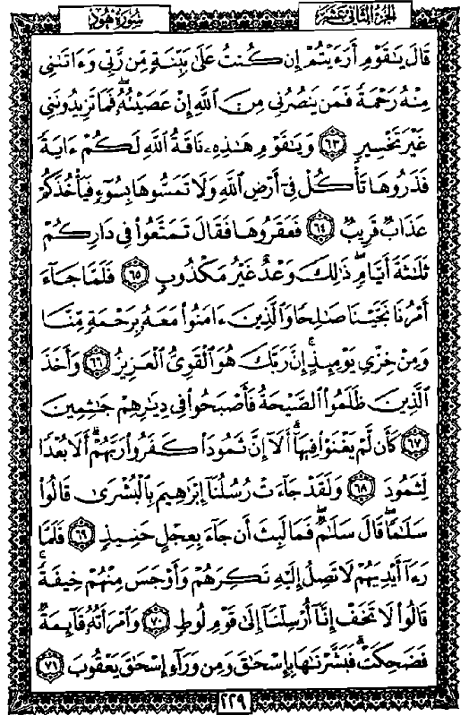 الجزء الثاني عشر
سورة هود
قَالَ يَٰقَوْمِ أَرَءَيْتُمْ إِن كُنتُ عَلَىٰ بَيِّنَةٍ مِّن رَّبِّى وَءَاتَىٰنِى
مِنْهُ رَحْمَةً فَمَن يَنصُرُنِى مِنَ ٱللَّهِ إِنْ عَصَيْتُهُۥ فَمَا تَزِيدُونَنِى
غَيْرَ تَخْسِيرٍ ٦٣ وَيَٰقَوْمِ هَٰذِهِۦ نَاقَةُ ٱللَّهِ لَكُمْ ءَايَةً
فَذَرُوهَا تَأْكُلْ فِىٓ أَرْضِ ٱللَّهِ وَلَا تَمَسُّوهَا بِسُوٓءٍ فَيَأْخُذَكُمْ
عَذَابٌ قَرِيبٌ ٦٤ فَعَقَرُوهَا فَقَالَ تَمَتَّعُوا۟ فِى دَارِكُمْ
ثَلَٰثَةَ أَيَّامٍ ۖ ذَٰلِكَ وَعْدٌ غَيْرُ مَكْذُوبٍ ٦٥ فَلَمَّا جَآءَ
أَمْرُنَا نَجَّيْنَا صَٰلِحًا وَٱلَّذِينَ ءَامَنُوا۟ مَعَهُۥ بِرَحْمَةٍ مِّنَّا
وَمِنْ خِزْىِ يَوْمِئِذٍ ۗ إِنَّ رَبَّكَ هُوَ ٱلْقَوِىُّ ٱلْعَزِيزُ ٦٦ وَأَخَذَ
ٱلَّذِينَ ظَلَمُوا۟ ٱلصَّيْحَةُ فَأَصْبَحُوا۟ فِى دِيَٰرِهِمْ جَٰثِمِينَ
٦٧ كَأَن لَّمْ يَغْنَوْا۟ فِيهَآ ۗ أَلَآ إِنَّ ثَمُودَا۟ كَفَرُوا۟ رَبَّهُمْ ۗ أَلَا بُعْدًا
لِّثَمُودَ ٦٨ وَلَقَدْ جَآءَتْ رُسُلُنَآ إِبْرَٰهِيمَ بِٱلْبُشْرَىٰ قَالُوا۟
سَلَٰمًا ۖ قَالَ سَلَٰمٌ ۖ فَمَا لَبِثَ أَن جَآءَ بِعِجْلٍ حَنِيذٍ ٦٩ فَلَمَّا
رَءَآ أَيْدِيَهُمْ لَا تَصِلُ إِلَيْهِ نَكِرَهُمْ وَأَوْجَسَ مِنْهُمْ خِيفَةً ۚ
قَالُوا۟ لَا تَخَفْ إِنَّآ أُرْسِلْنَآ إِلَىٰ قَوْمِ لُوطٍ ٧٠ وَٱمْرَأَتُهُۥ قَآئِمَةٌ
فَضَحِكَتْ فَبَشَّرْنَٰهَا بِإِسْحَٰقَ وَمِن وَرَآءِ إِسْحَٰقَ يَعْقُوبَ ٧١
٢٢٩